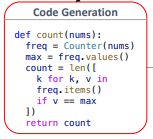 Code Generation
def count(nums):
freq = Counter(nums)
max = freq.values()
count = len([
k for k, v in
freq.items()
if v == max
])
return count